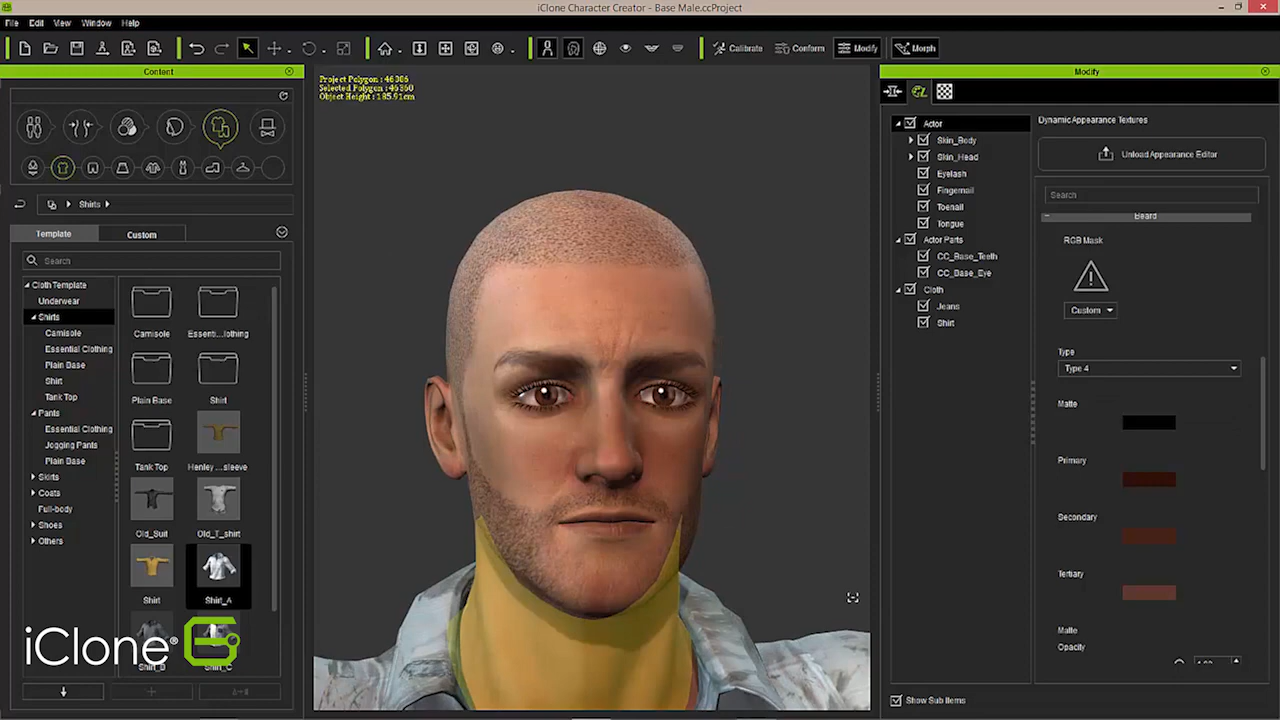 iClone Character Creator - Base Male.ccProject
File Edit View Window Help
Calibrate Conform Modify Morph
Content
Shirts
Template Custom
Search
Cloth Template
Underwear
Shirts
Camisole
Essential Clothing
Plain Base
Shirt
Tank Top
Pants
Essential Clothing
Jogging Pants
Plain Base
Skirts
Coats
Full-body
Shoes
Others
Camisole Essenti...lothing
Plain Base Shirt
Tank Top Henley ...sleeve
Old_Suit Old_T_shirt
Shirt Shirt_A
Shirt_B Shirt_C
iClone® 6
Project Polygon : 46386
Selected Polygon : 46360
Object Height : 185.91cm
Modify
Actor
Skin_Body
Skin_Head
Eyelash
Fingernail
Toenail
Tongue
Actor Parts
CC_Base_Teeth
CC_Base_Eye
Cloth
Jeans
Shirt
Show Sub Items
Dynamic Appearance Textures
Unload Appearance Editor
Search
Beard
RGB Mask
Custom
Type
Type 4
Matte
Primary
Secondary
Tertiary
Matte
Opacity